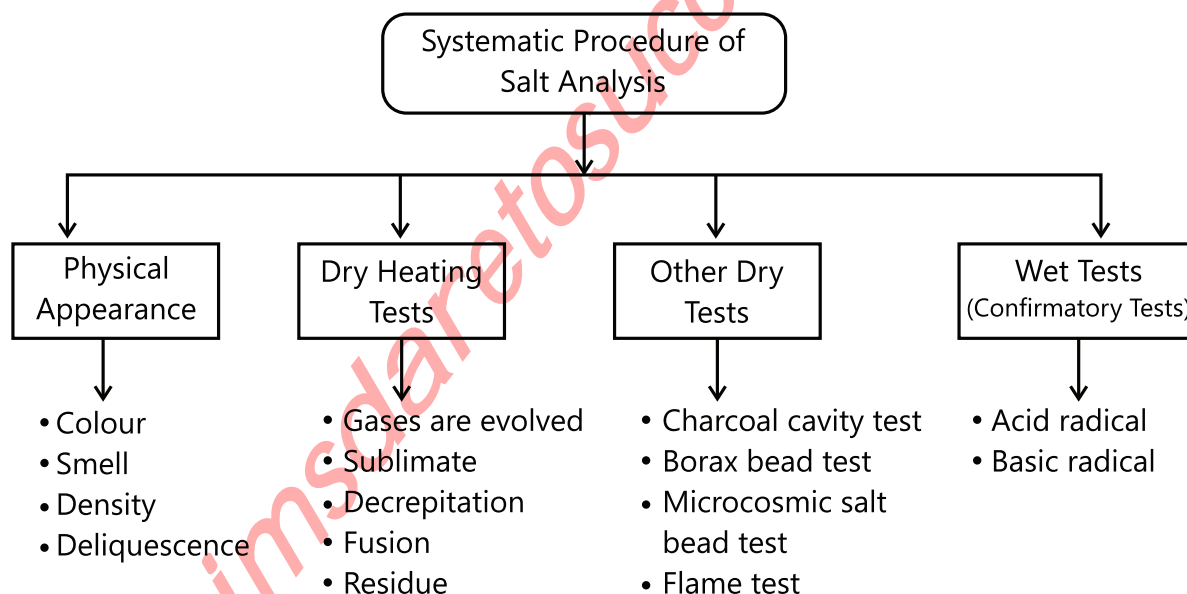 Systematic Procedure of
Salt Analysis
Physical
Appearance
• Colour
• Smell
• Density
• Deliquescence
Dry Heating
Tests
• Gases are evolved
• Sublimate
• Decrepitation
• Fusion
• Residue
Other Dry
Tests
• Charcoal cavity test
• Borax bead test
• Microcosmic salt
bead test
• Flame test
Wet Tests
(Confirmatory Tests)
• Acid radical
• Basic radical